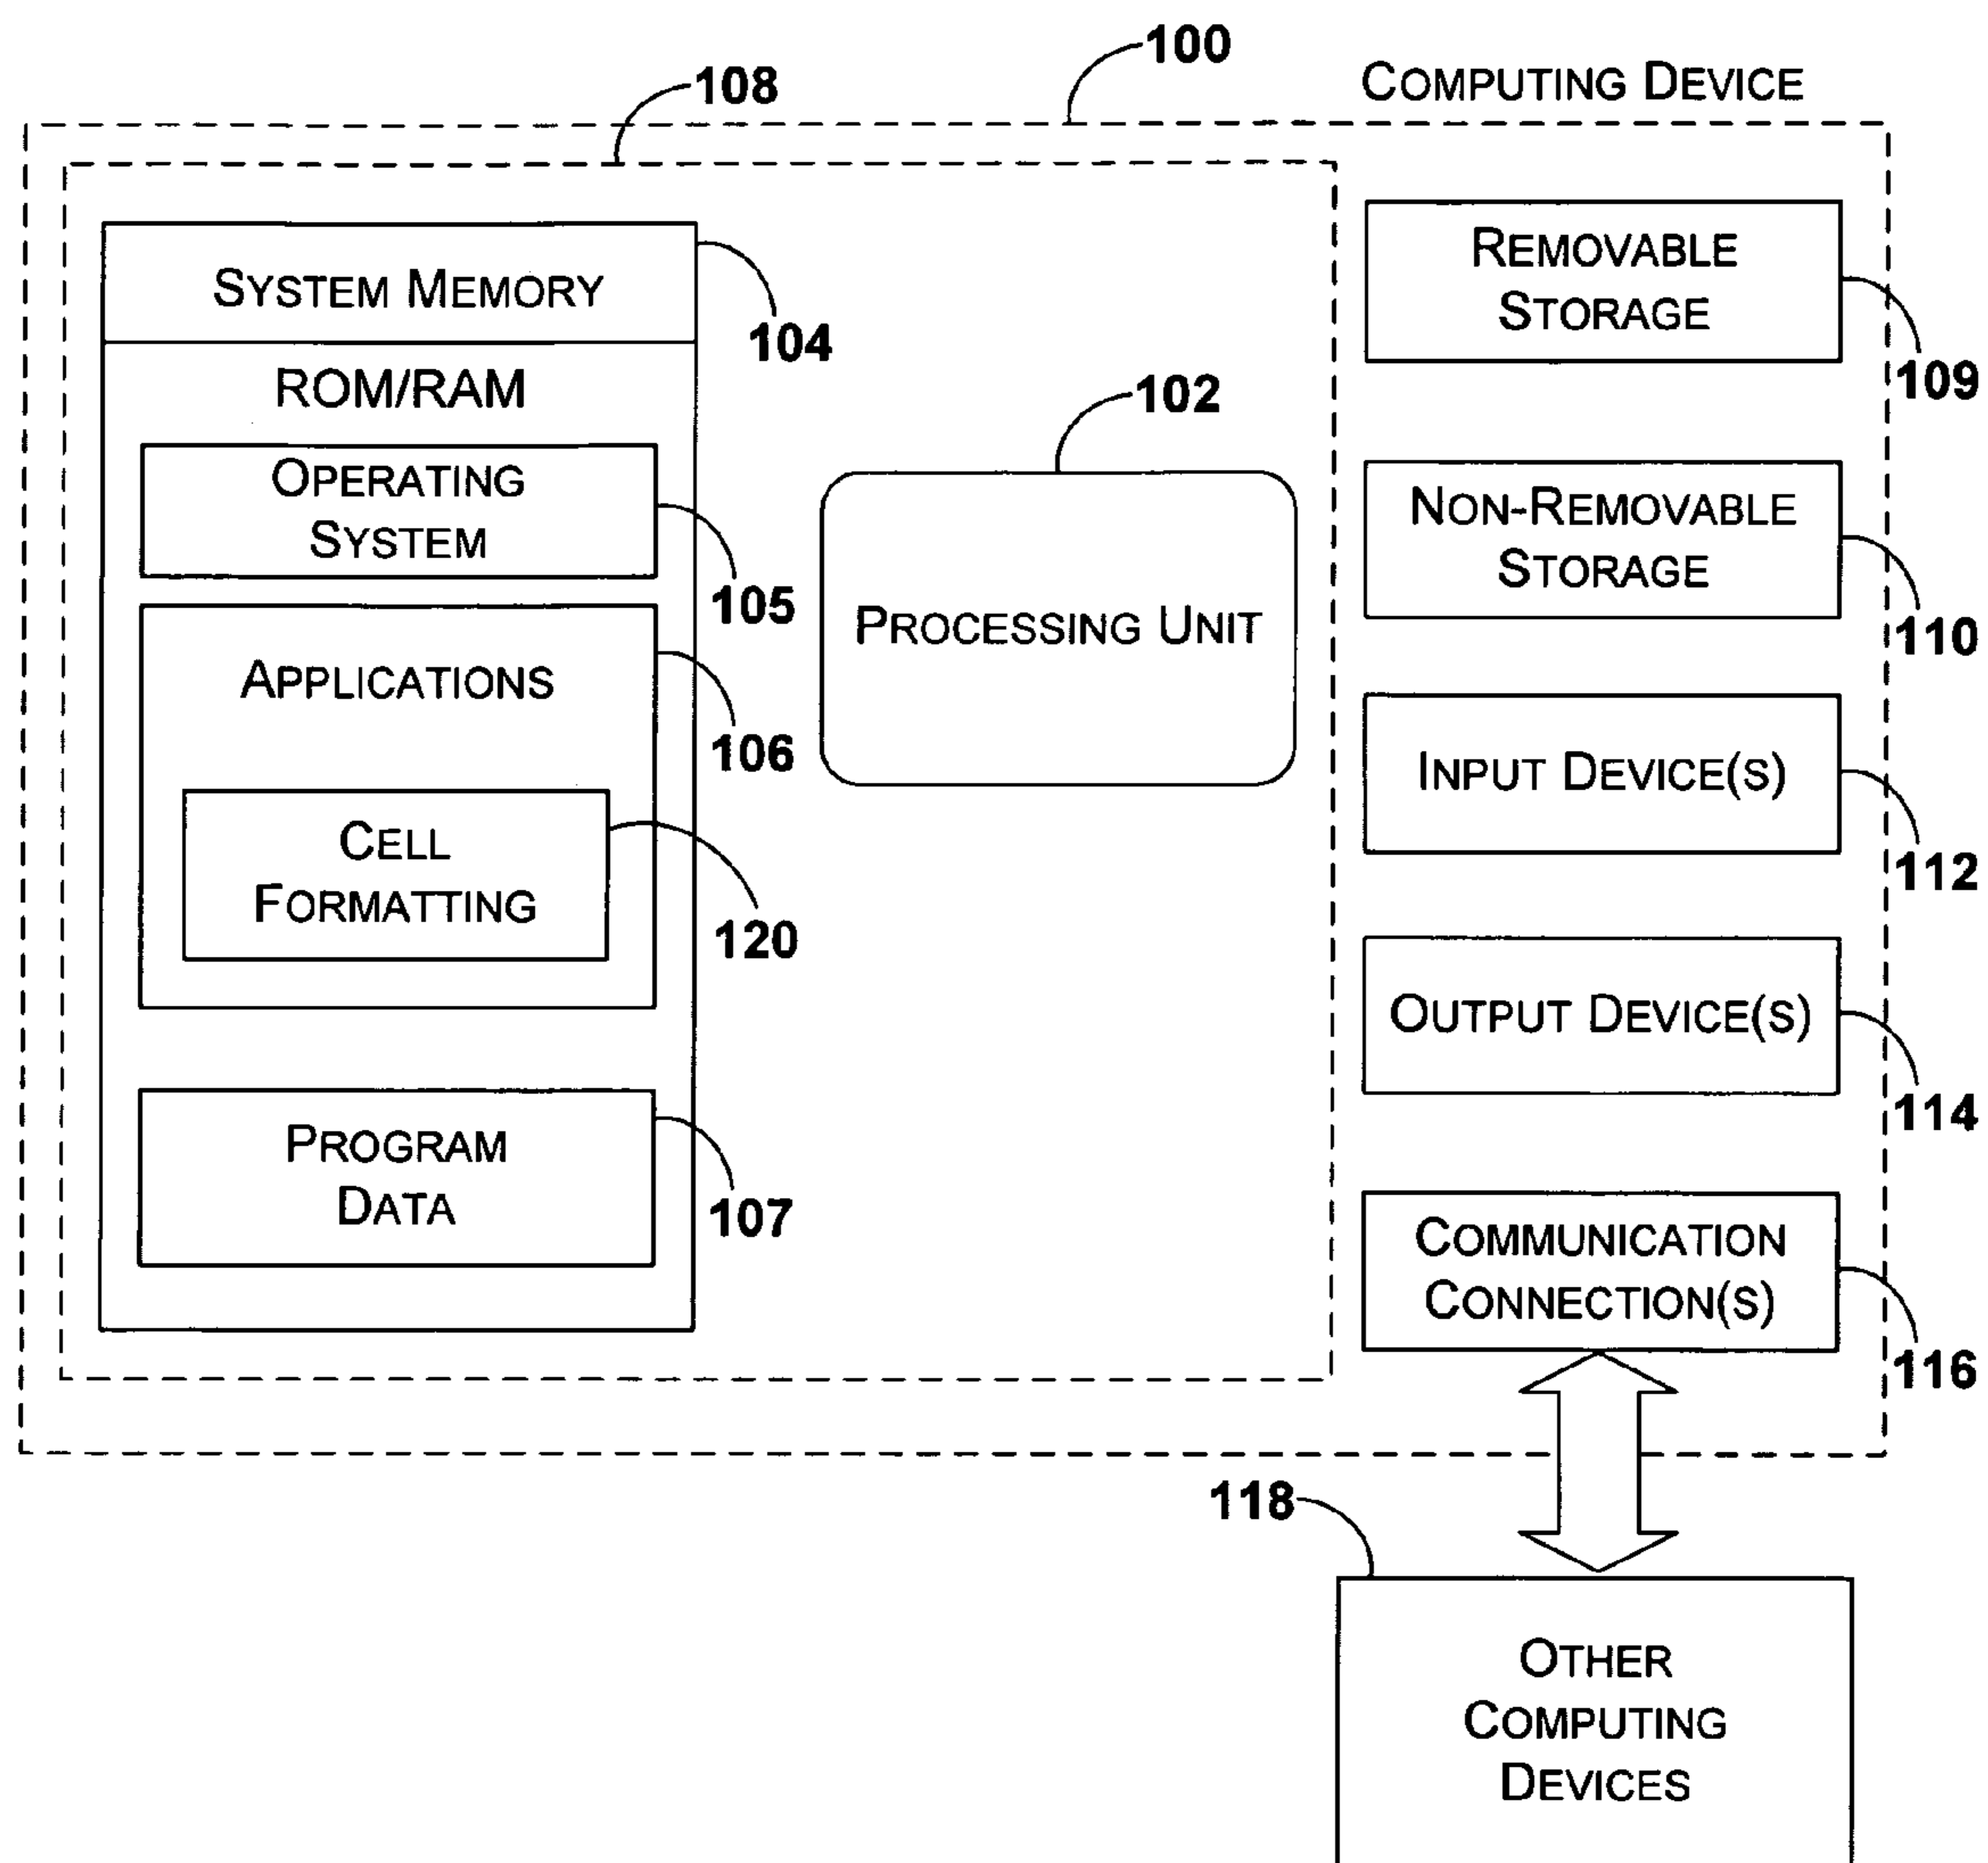 100
COMPUTING DEVICE
108
SYSTEM MEMORY
104
ROM/RAM
OPERATING
SYSTEM
105
APPLICATIONS
106
CELL
FORMATTING
120
PROGRAM
DATA
107
102
PROCESSING UNIT
REMOVABLE
STORAGE
109
NON-REMOVABLE
STORAGE
110
INPUT DEVICE(S)
112
OUTPUT DEVICE(S)
114
COMMUNICATION
CONNECTION(S)
116
118
OTHER
COMPUTING
DEVICES